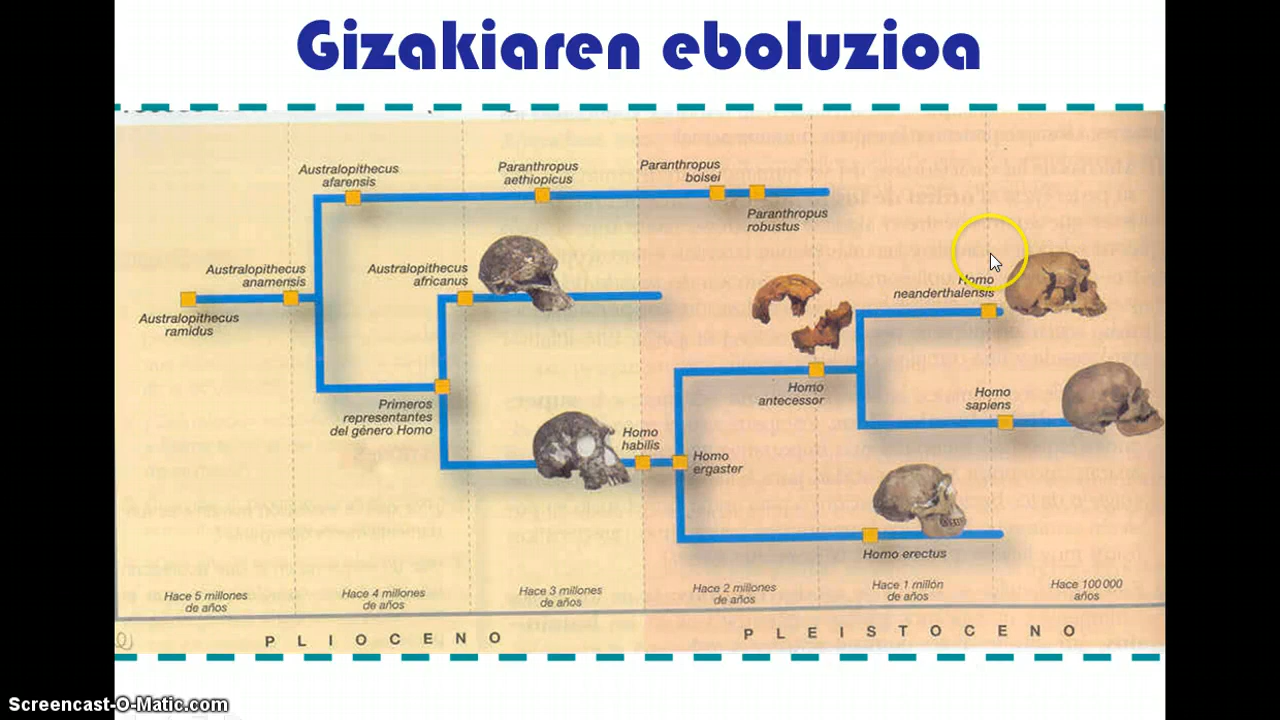 Gizakiaren eboluzioa
Australopithecus
afarensis
Paranthropus
aethiopicus
Paranthropus
boisei
Paranthropus
robustus
Australopithecus
anamensis
Australopithecus
africanus
Australopithecus
ramidus
Homo
neanderthalensis
Homo
antecessor
Homo
sapiens
Primeros
representantes
del género Homo
Homo
habilis
Homo
ergaster
Homo erectus
Hace 5 millones
de años
Hace 4 millones
de años
Hace 3 millones
de años
Hace 2 millones
de años
Hace 1 millón
de años
Hace 100 000
años
PLIOCENO
PLEISTOCENO
Screencast-O-Matic.com